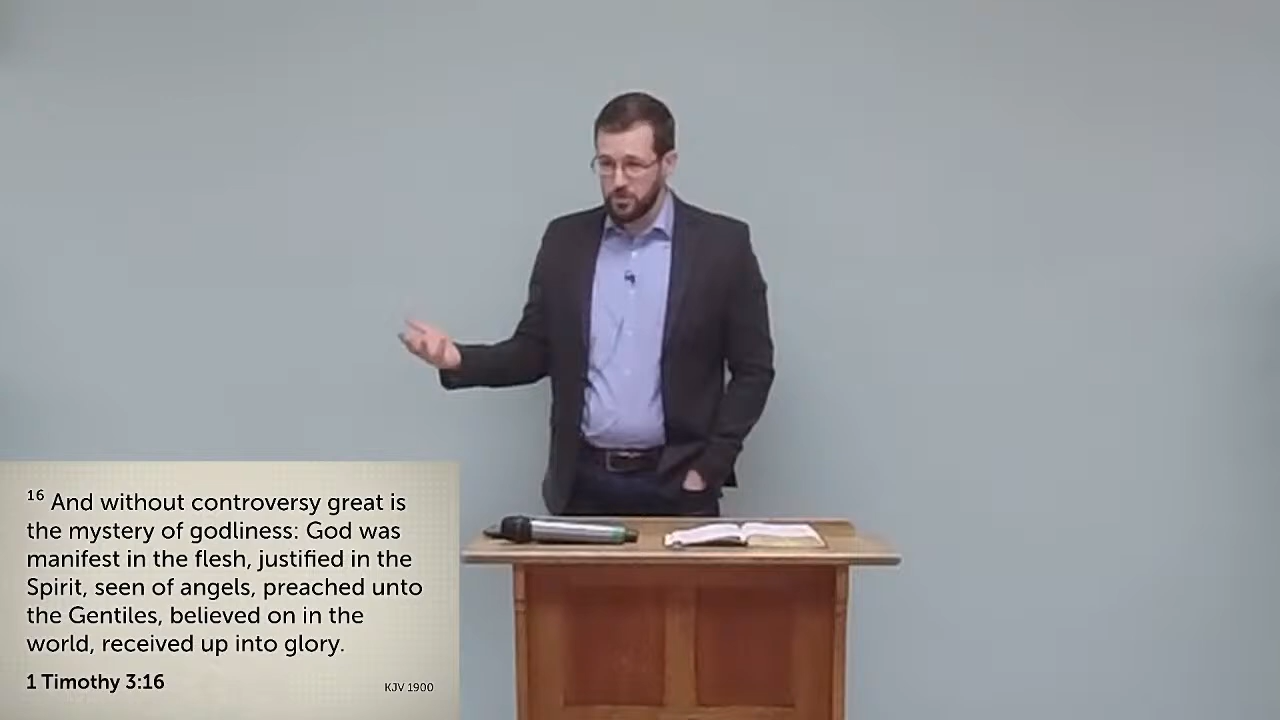 16 And without controversy great is
the mystery of godliness: God was
manifest in the flesh, justified in the
Spirit, seen of angels, preached unto
the Gentiles, believed on in the
world, received up into glory.
1 Timothy 3:16
KJV 1900